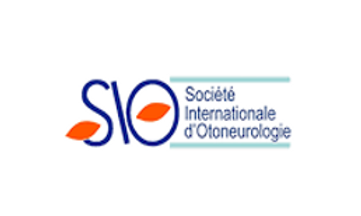 SIO
Société
Internationale
d'Otoneurologie